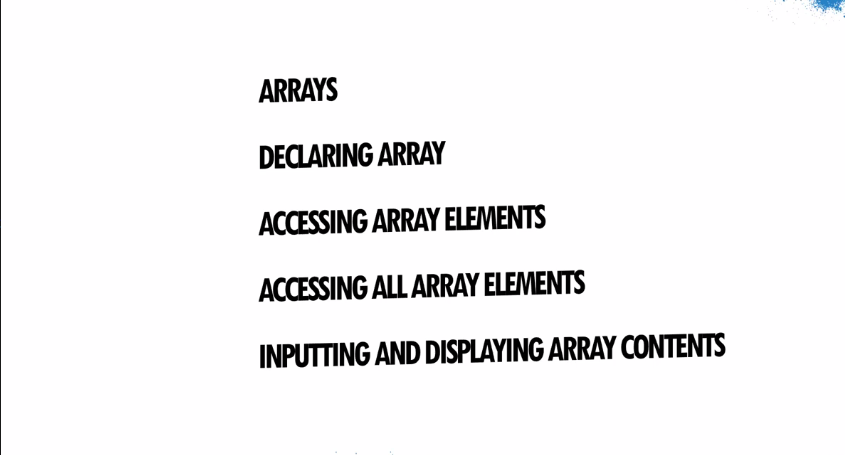 ARRAYS
DECLARING ARRAY
ACCESSING ARRAY ELEMENTS
ACCESSING ALL ARRAY ELEMENTS
INPUTTING AND DISPLAYING ARRAY CONTENTS